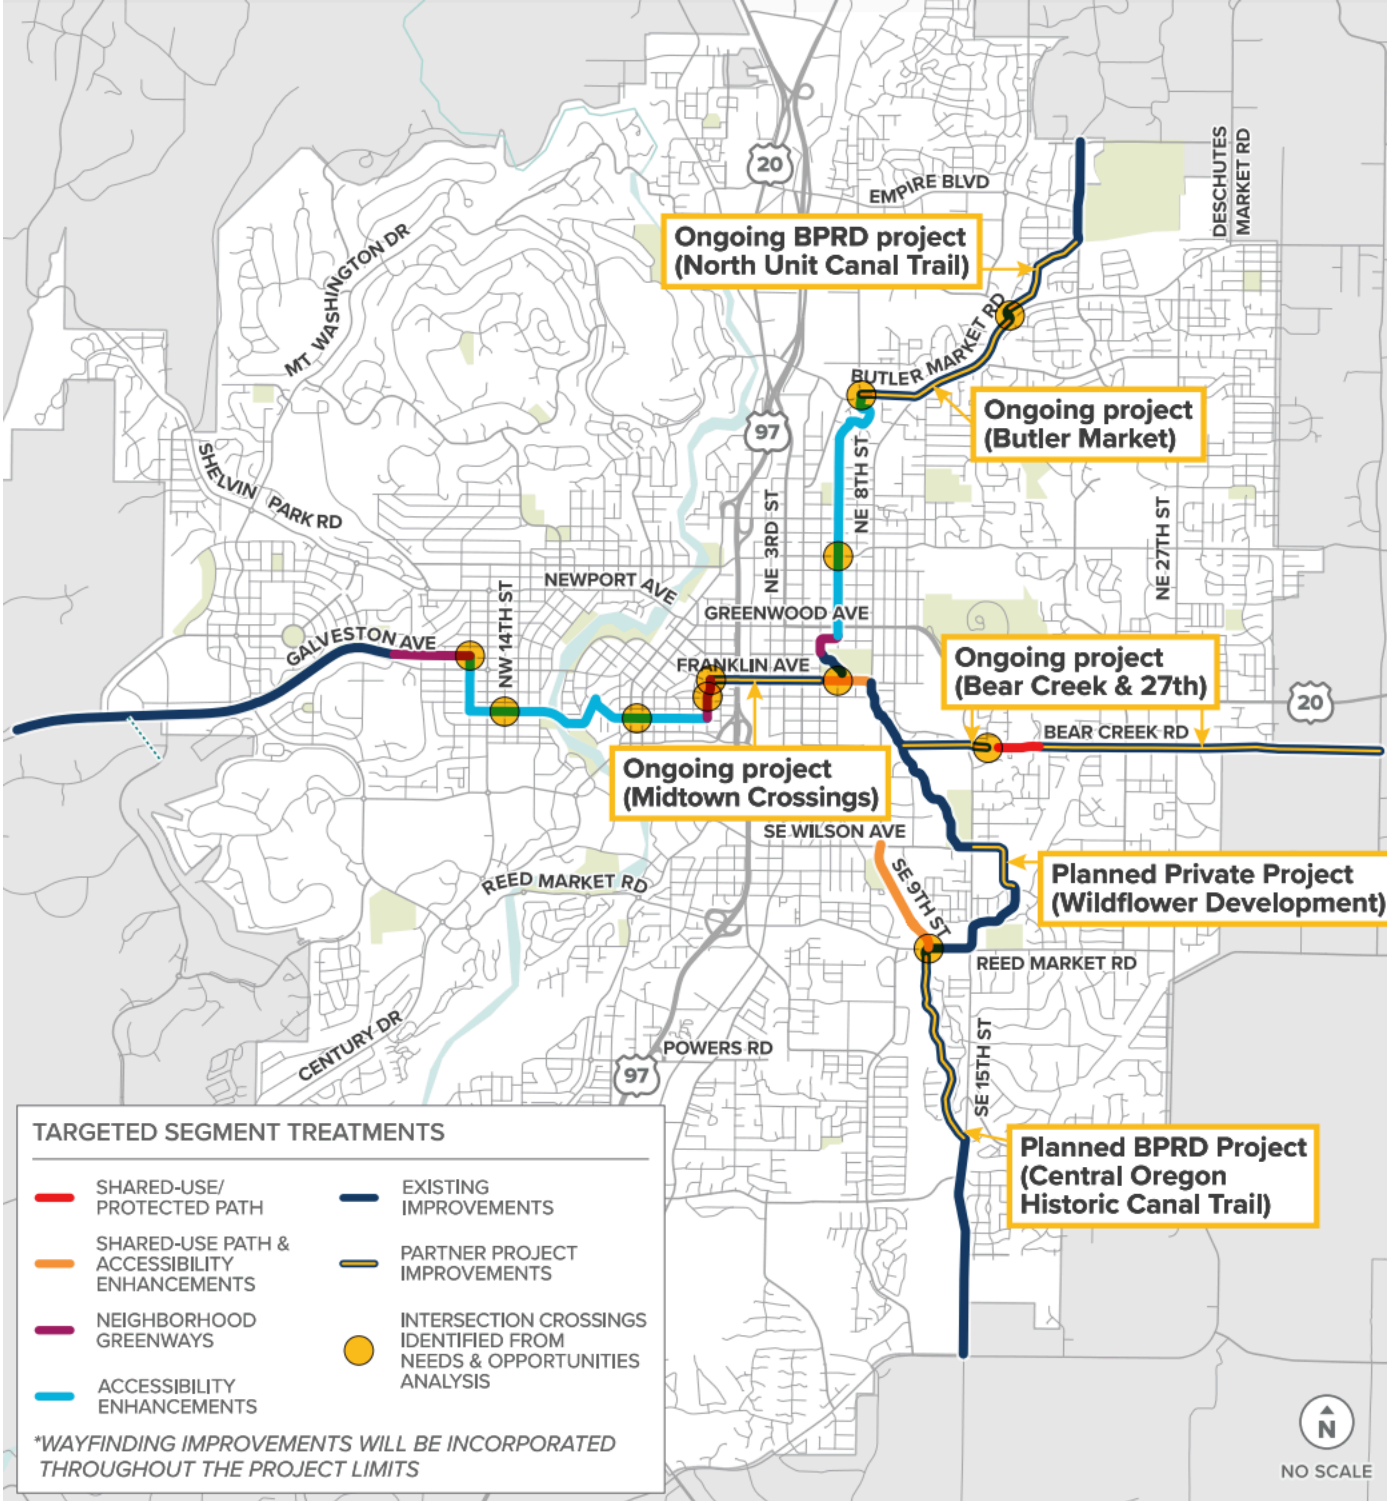 20
EMPIRE BLVD
DESCHUTES
MARKET RD
Ongoing BPRD project
(North Unit Canal Trail)
MT WASHINGTON DR
BUTLER MARKET RD
97
Ongoing project
(Butler Market)
SHELVIN PARK RD
NE 3RD ST
NE 8TH ST
NE 27TH ST
NEWPORT AVE
NW 14TH ST
GREENWOOD AVE
GALVESTON AVE
FRANKLIN AVE
Ongoing project
(Bear Creek & 27th)
20
BEAR CREEK RD
Ongoing project
(Midtown Crossings)
SE WILSON AVE
REED MARKET RD
SE 9TH ST
Planned Private Project
(Wildflower Development)
REED MARKET RD
CENTURY DR
POWERS RD
97
SE 15TH ST
Planned BPRD Project
(Central Oregon
Historic Canal Trail)
TARGETED SEGMENT TREATMENTS
SHARED-USE/
PROTECTED PATH
SHARED-USE PATH &
ACCESSIBILITY
ENHANCEMENTS
NEIGHBORHOOD
GREENWAYS
ACCESSIBILITY
ENHANCEMENTS
EXISTING
IMPROVEMENTS
PARTNER PROJECT
IMPROVEMENTS
INTERSECTION CROSSINGS
IDENTIFIED FROM
NEEDS & OPPORTUNITIES
ANALYSIS
*WAYFINDING IMPROVEMENTS WILL BE INCORPORATED
THROUGHOUT THE PROJECT LIMITS
N
NO SCALE